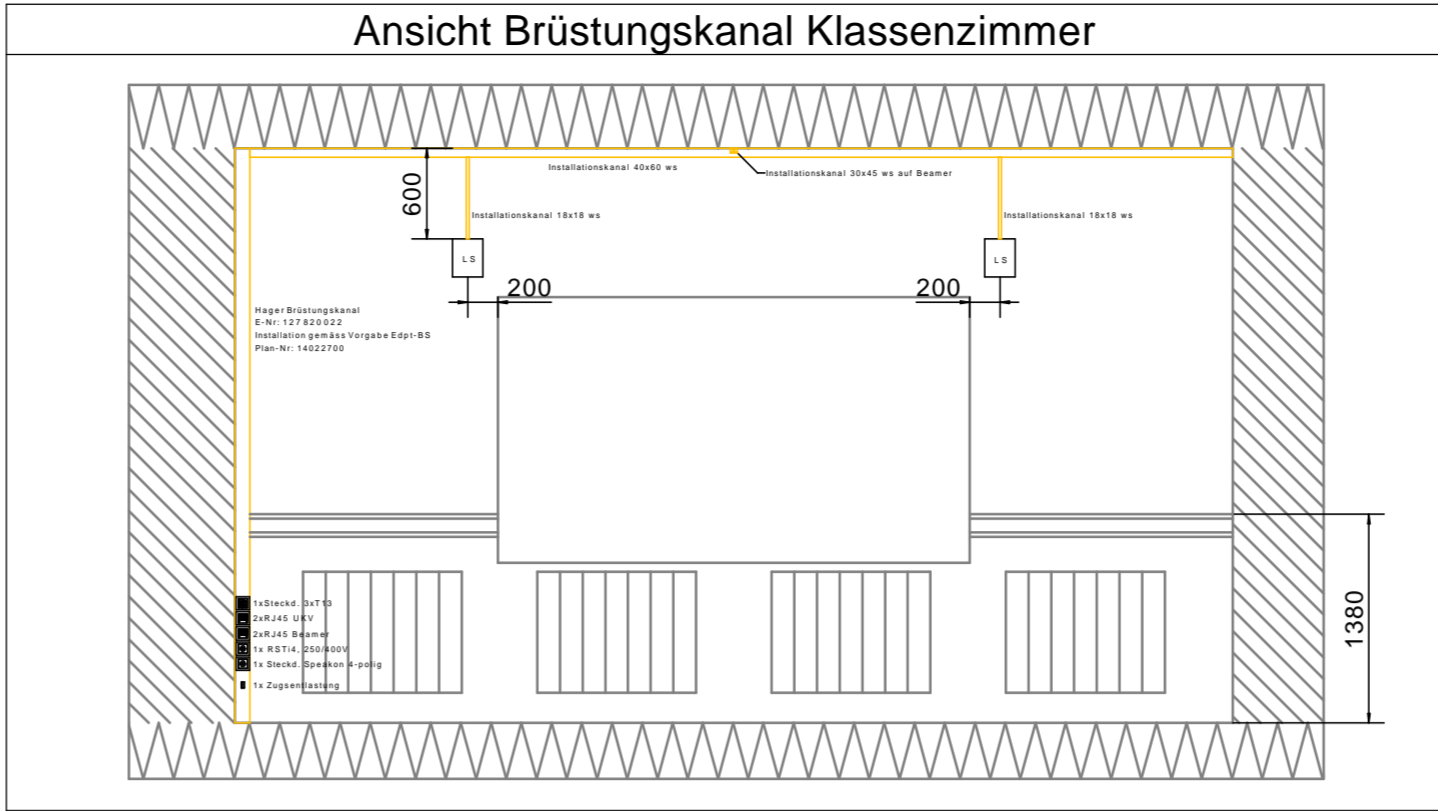 Ansicht Brüstungskanal Klassenzimmer
Installationskanal 40x60 ws
Installationskanal 30x45 ws auf Beamer
600
Installationskanal 18x18 ws
Installationskanal 18x18 ws
LS
LS
200
200
Hager Brüstungskanal
E-Nr: 127 820 022
Installation gemäss Vorgabe Edpt-BS
Plan-Nr: 14022700
1380
1xSteckd. 3xT13
2xRJ45 UKV
2xRJ45 Beamer
1x RSTi4, 250/400V
1x Steckd. Speakon 4-polig
1x Zugsentlastung